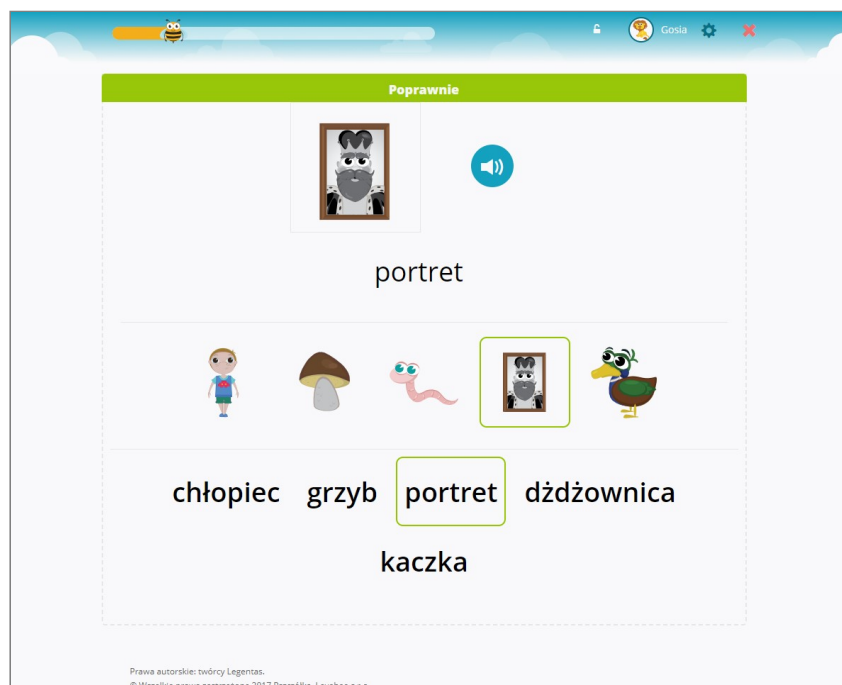 Gosia
Poprawnie
portret
chłopiec grzyb portret dżdżownica
kaczka
Prawa autorskie: twórcy Legentas.